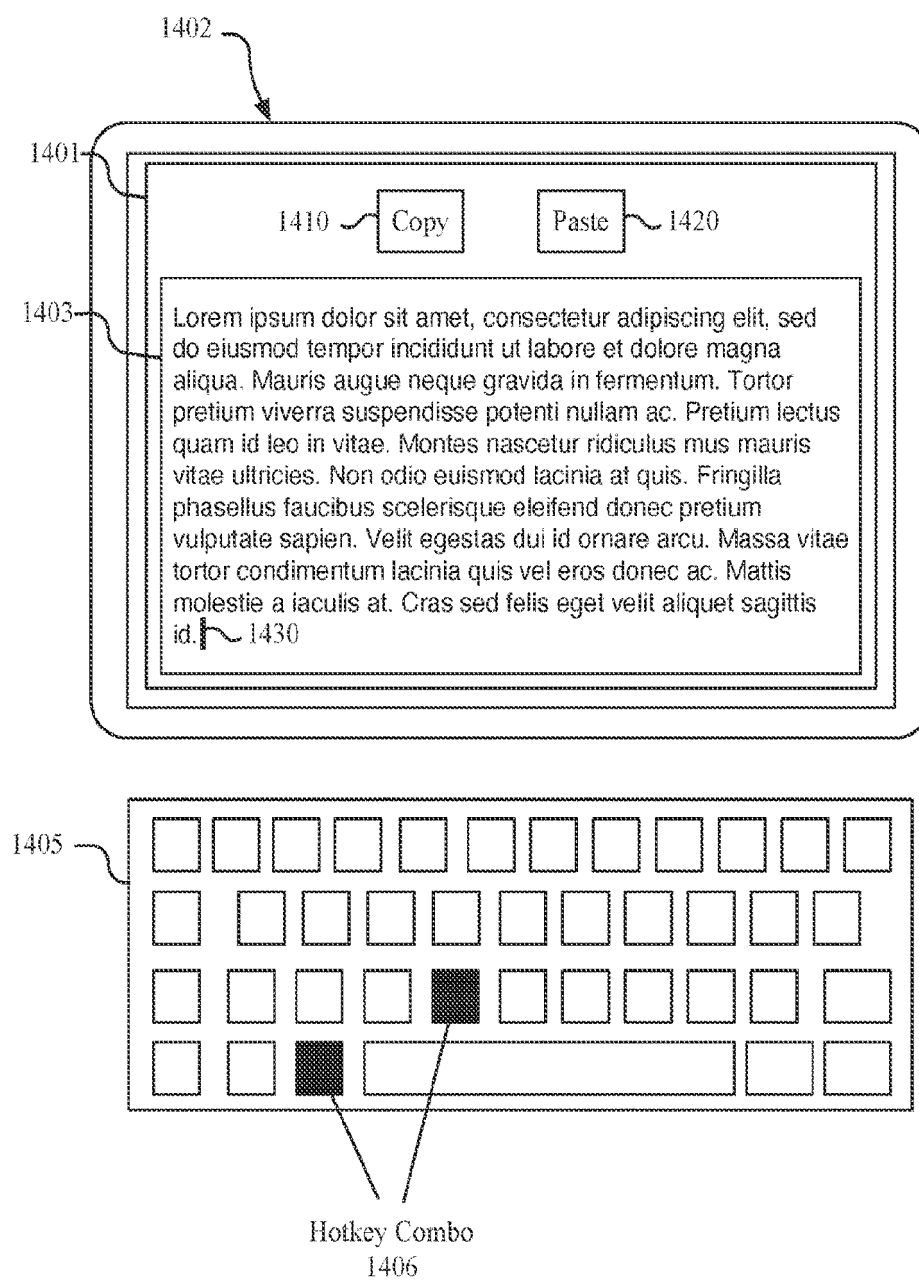 1402
1401
1410 Copy Paste 1420
1403
Lorem ipsum dolor sit amet, consectetur adipiscing elit, sed
do eiusmod tempor incididunt ut labore et dolore magna
aliqua. Mauris augue neque gravida in fermentum. Tortor
pretium viverra suspendisse potenti nullam ac. Pretium lectus
quam id leo in vitae. Montes nascetur ridiculus mus mauris
vitae ultricies. Non odio euismod lacinia at quis. Fringilla
phasellus faucibus scelerisque eleifend donec pretium
vulputate sapien. Velit egestas dui id ornare arcu. Massa vitae
tortor condimentum lacinia quis vel eros donec ac. Mattis
molestie a iaculis at. Cras sed felis eget velit aliquet sagittis
id. 1430
1405
Hotkey Combo
1406